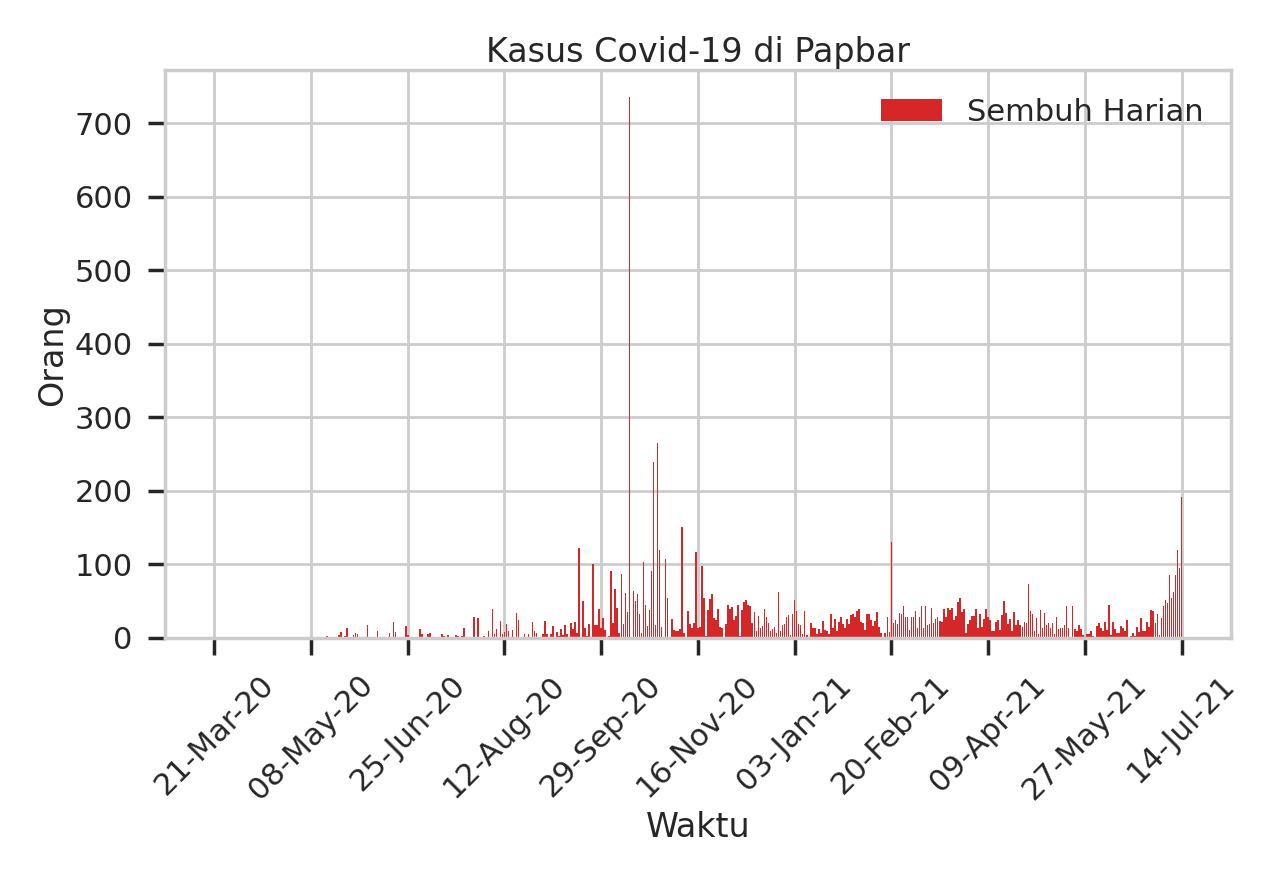 Kasus Covid-19 di Papbar
Sembuh Harian
700
600
500
400
300
200
100
0
Orang
21-Mar-20
08-May-20
25-Jun-20
12-Aug-20
29-Sep-20
16-Nov-20
03-Jan-21
20-Feb-21
09-Apr-21
27-May-21
14-Jul-21
Waktu